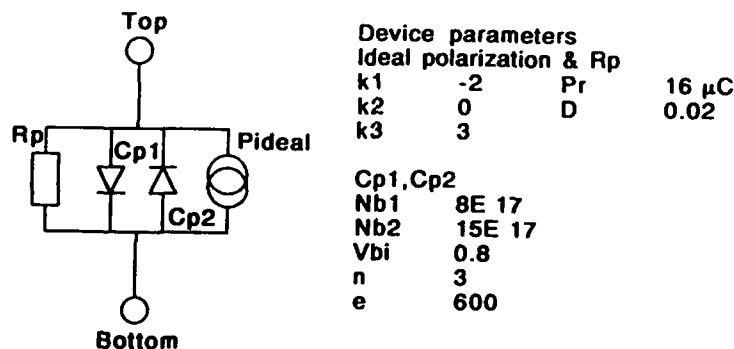 Top
Rp
Cp1
Pideal
Cp2
Bottom
Device parameters
Ideal polarization & Rp
k1 -2 Pr 16 µC
k2 0 D 0.02
k3 3
Cp1,Cp2
Nb1 8E 17
Nb2 15E 17
Vbi 0.8
n 3
e 600